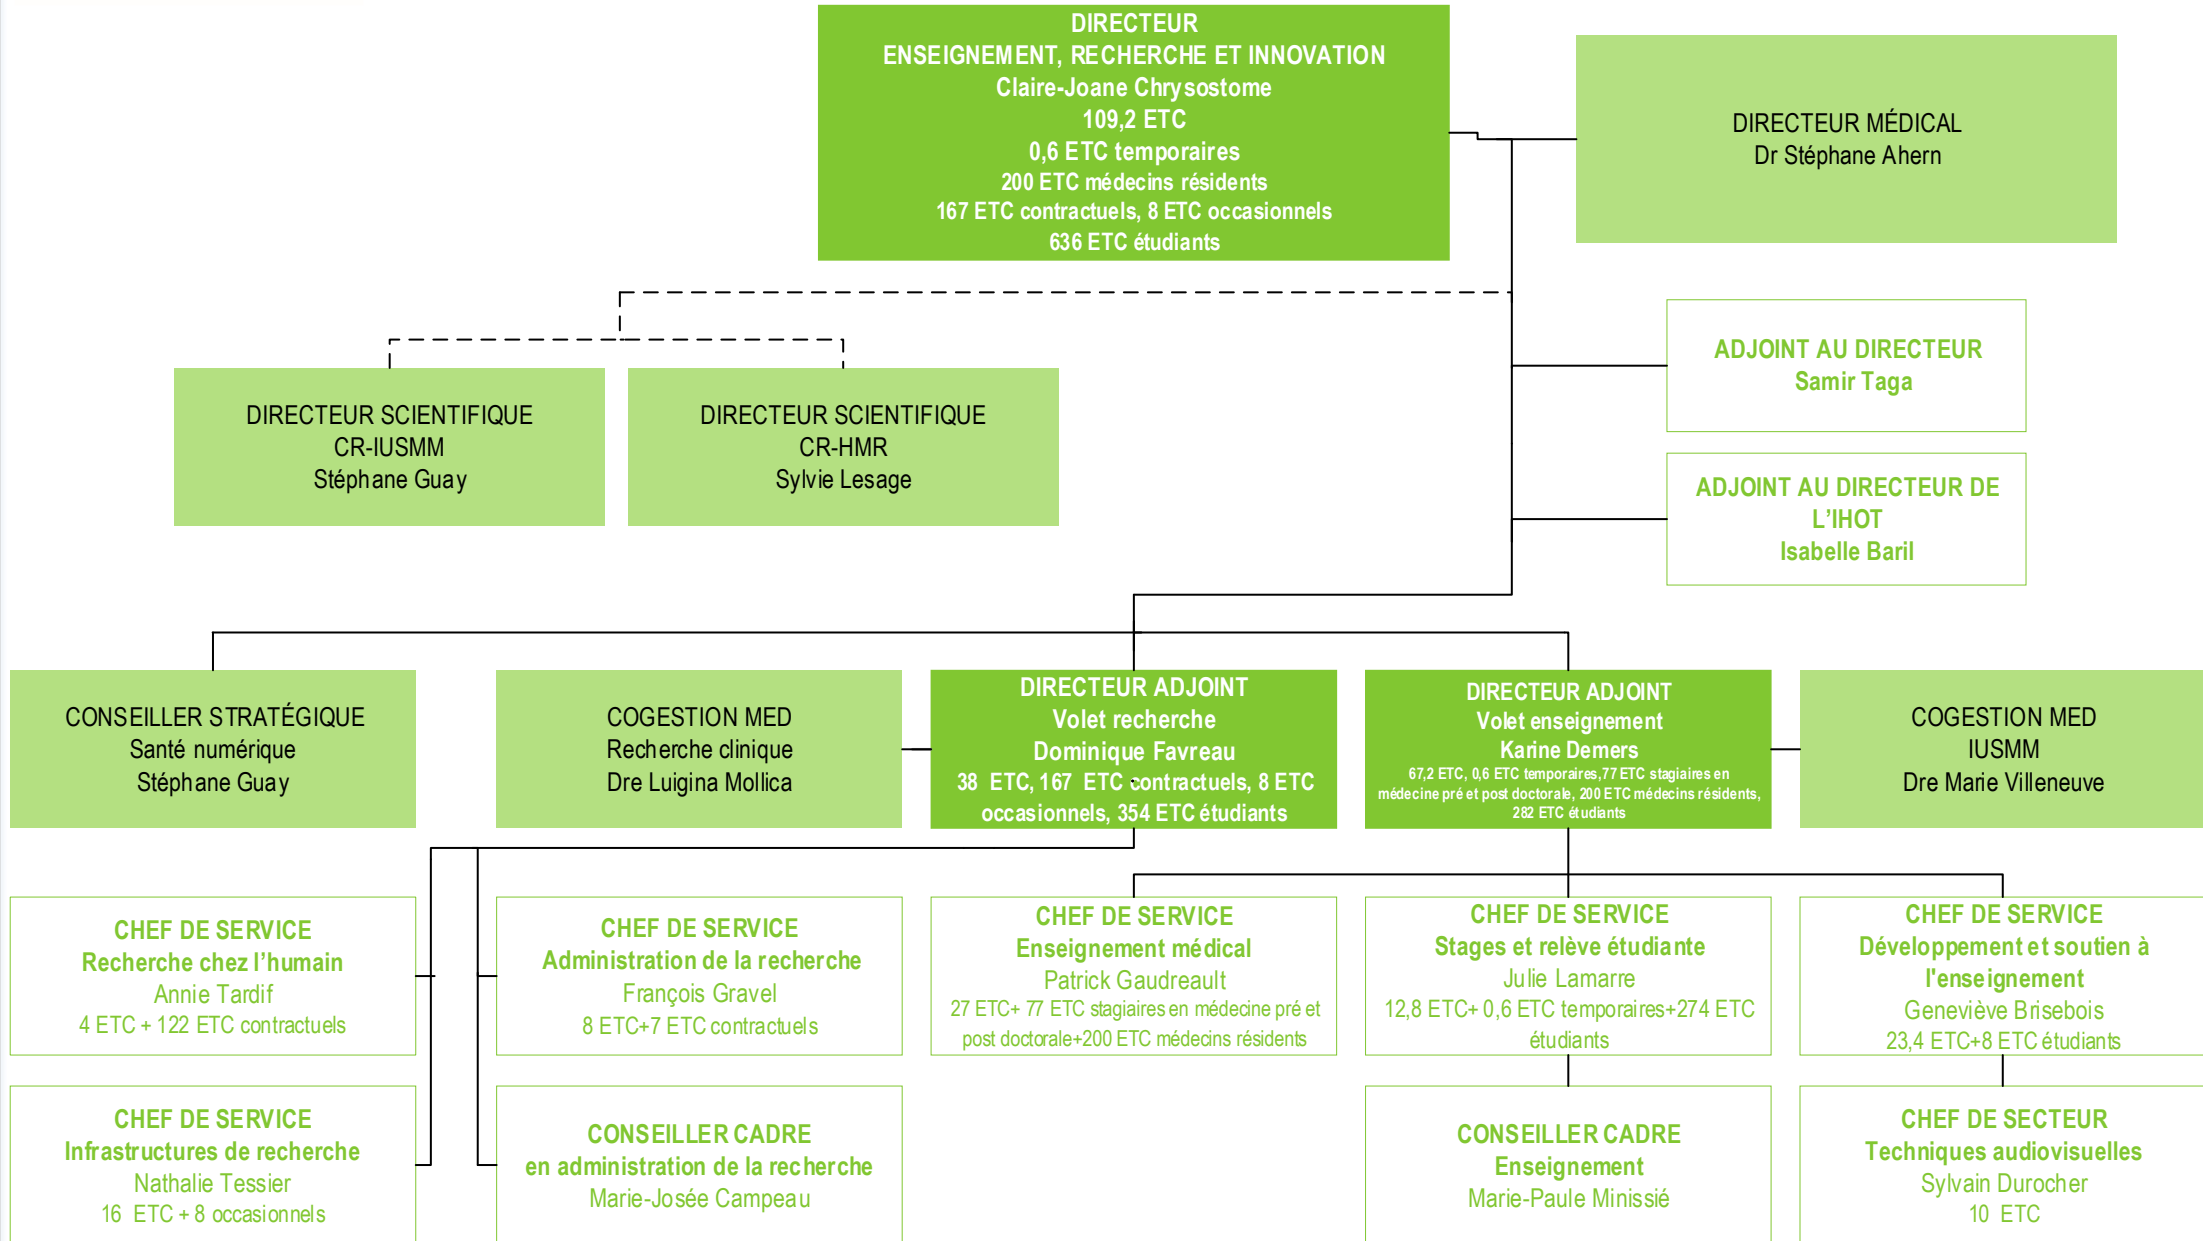 DIRECTEUR
ENSEIGNEMENT, RECHERCHE ET INNOVATION
Claire-Joane Chrysostome
109,2 ETC
0,6 ETC temporaires
200 ETC médecins résidents
167 ETC contractuels, 8 ETC occasionnels
636 ETC étudiants
DIRECTEUR MÉDICAL
Dr Stéphane Ahern
ADJOINT AU DIRECTEUR
Samir Taga
DIRECTEUR SCIENTIFIQUE
CR-IUSMM
Stéphane Guay
DIRECTEUR SCIENTIFIQUE
CR-HMR
Sylvie Lesage
ADJOINT AU DIRECTEUR DE
L'IHOT
Isabelle Baril
CONSEILLER STRATÉGIQUE
Santé numérique
Stéphane Guay
COGESTION MED
Recherche clinique
Dre Luigina Mollica
DIRECTEUR ADJOINT
Volet recherche
Dominique Favreau
38 ETC, 167 ETC contractuels, 8 ETC
occasionnels, 354 ETC étudiants
DIRECTEUR ADJOINT
Volet enseignement
Karine Demers
67,2 ETC, 0,6 ETC temporaires,77 ETC stagiaires en
médecine pré et post doctorale, 200 ETC médecins résidents,
282 ETC étudiants
COGESTION MED
IUSMM
Dre Marie Villeneuve
CHEF DE SERVICE
Recherche chez l'humain
Annie Tardif
4 ETC + 122 ETC contractuels
CHEF DE SERVICE
Administration de la recherche
François Gravel
8 ETC+7 ETC contractuels
CHEF DE SERVICE
Enseignement médical
Patrick Gaudreault
27 ETC+ 77 ETC stagiaires en médecine pré et
post doctorale+200 ETC médecins résidents
CHEF DE SERVICE
Stages et relève étudiante
Julie Lamarre
12,8 ETC+ 0,6 ETC temporaires+274 ETC
étudiants
CHEF DE SERVICE
Développement et soutien à
l'enseignement
Geneviève Brisebois
23,4 ETC+8 ETC étudiants
CHEF DE SERVICE
Infrastructures de recherche
Nathalie Tessier
16 ETC + 8 occasionnels
CONSEILLER CADRE
en administration de la recherche
Marie-Josée Campeau
CONSEILLER CADRE
Enseignement
Marie-Paule Minissié
CHEF DE SECTEUR
Techniques audiovisuelles
Sylvain Durocher
10 ETC